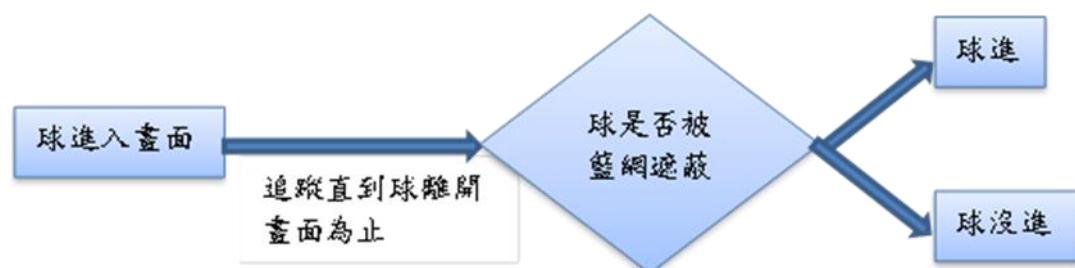 球進入畫面
追蹤直到球離開
畫面為止
球是否被
籃網遮蔽
球進
球沒進